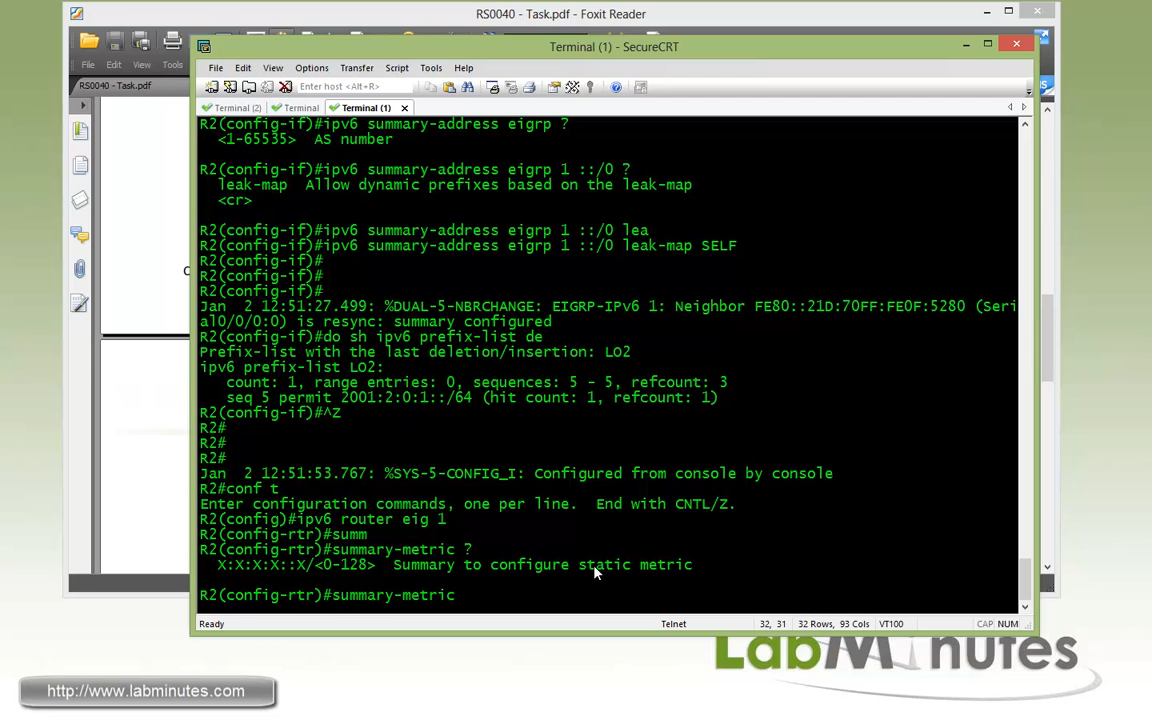 RS0040 - Task.pdf - Foxit Reader
File Edit View Tools
RS0040 - Task.pdf
Terminal (1) - SecureCRT
File Edit View Options Transfer Script Tools Help
Enter host <Alt+R>
Terminal (2) Terminal Terminal (1)
R2(config-if)#ipv6 summary-address eigrp ?
<1-65535> AS number
R2(config-if)#ipv6 summary-address eigrp 1 ::/0 ?
leak-map Allow dynamic prefixes based on the leak-map
<cr>
R2(config-if)#ipv6 summary-address eigrp 1 ::/0 lea
R2(config-if)#ipv6 summary-address eigrp 1 ::/0 leak-map SELF
R2(config-if)#
R2(config-if)#
R2(config-if)#
Jan 2 12:51:27.499: %DUAL-5-NBRCHANGE: EIGRP-IPv6 1: Neighbor FE80::21D:70FF:FE0F:5280 (Seri
al0/0/0:0) is resync: summary configured
R2(config-if)#do sh ipv6 prefix-list de
Prefix-list with the last deletion/insertion: LO2
ipv6 prefix-list LO2:
count: 1, range entries: 0, sequences: 5 - 5, refcount: 3
seq 5 permit 2001:2:0:1::/64 (hit count: 1, refcount: 1)
R2(config-if)#^Z
R2#
R2#
R2#
Jan 2 12:51:53.767: %SYS-5-CONFIG_I: Configured from console by console
R2#conf t
Enter configuration commands, one per line. End with CNTL/Z.
R2(config)#ipv6 router eig 1
R2(config-rtr)#summ
R2(config-rtr)#summary-metric ?
X:X:X:X::X/<0-128> Summary to configure static metric
R2(config-rtr)#summary-metric
Ready Telnet 32, 31 32 Rows, 93 Cols VT100 CAP NUM
LabMinutes
http://www.labminutes.com